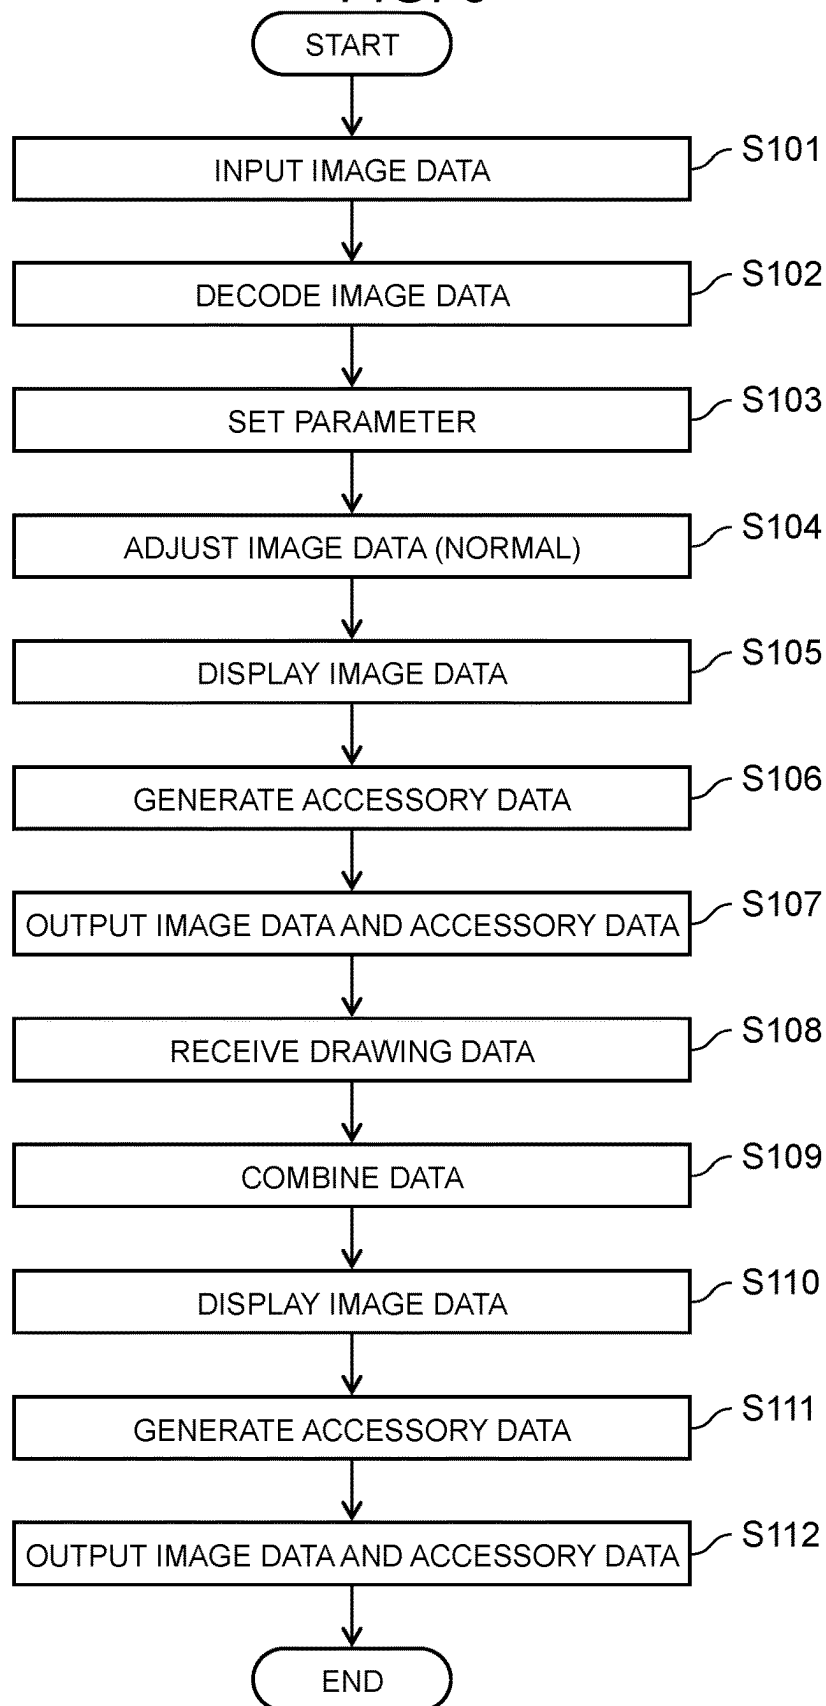 START
INPUT IMAGE DATA
S101
DECODE IMAGE DATA
S102
SET PARAMETER
S103
ADJUST IMAGE DATA (NORMAL)
S104
DISPLAY IMAGE DATA
S105
GENERATE ACCESSORY DATA
S106
OUTPUT IMAGE DATA AND ACCESSORY DATA
S107
RECEIVE DRAWING DATA
S108
COMBINE DATA
S109
DISPLAY IMAGE DATA
S110
GENERATE ACCESSORY DATA
S111
OUTPUT IMAGE DATA AND ACCESSORY DATA
S112
END